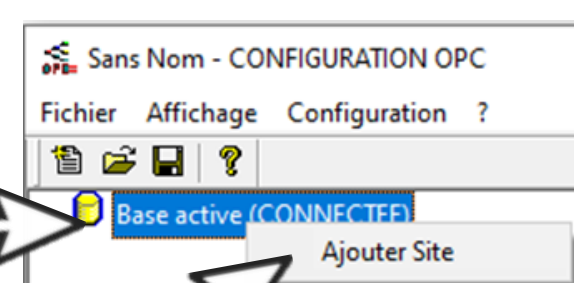 Sans Nom - CONFIGURATION OPC
Fichier Affichage Configuration ?
Base active (CONNECTEE)
Ajouter Site